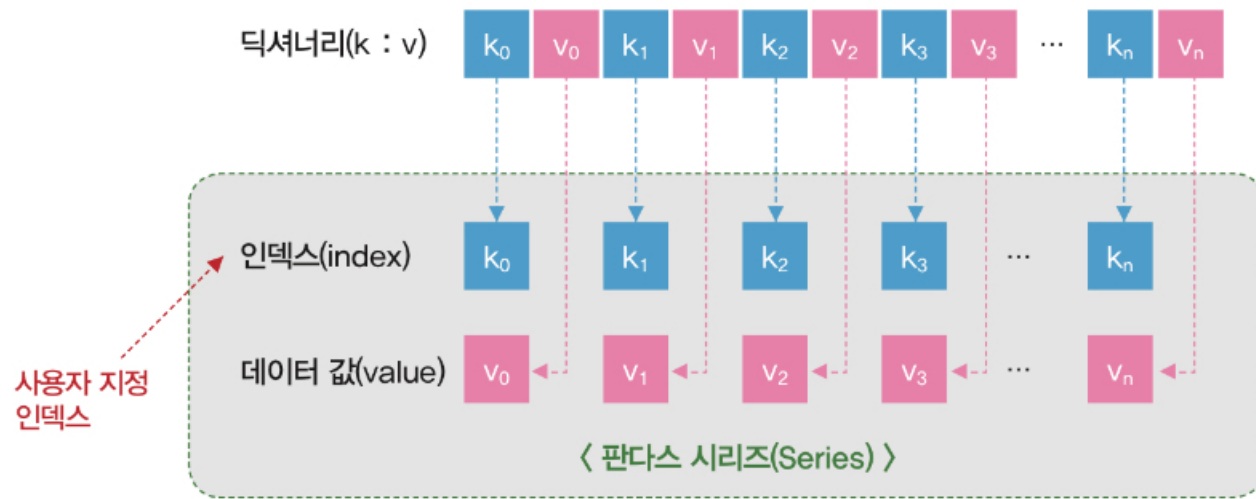 딕셔너리(k : v) k₀ v₀ k₁ v₁ k₂ v₂ k₃ v₃ ··· kₙ vₙ
인덱스(index) k₀ k₁ k₂ k₃ ··· kₙ
데이터 값(value) v₀ v₁ v₂ v₃ ··· vₙ
사용자 지정
인덱스
〈 판다스 시리즈(Series) 〉